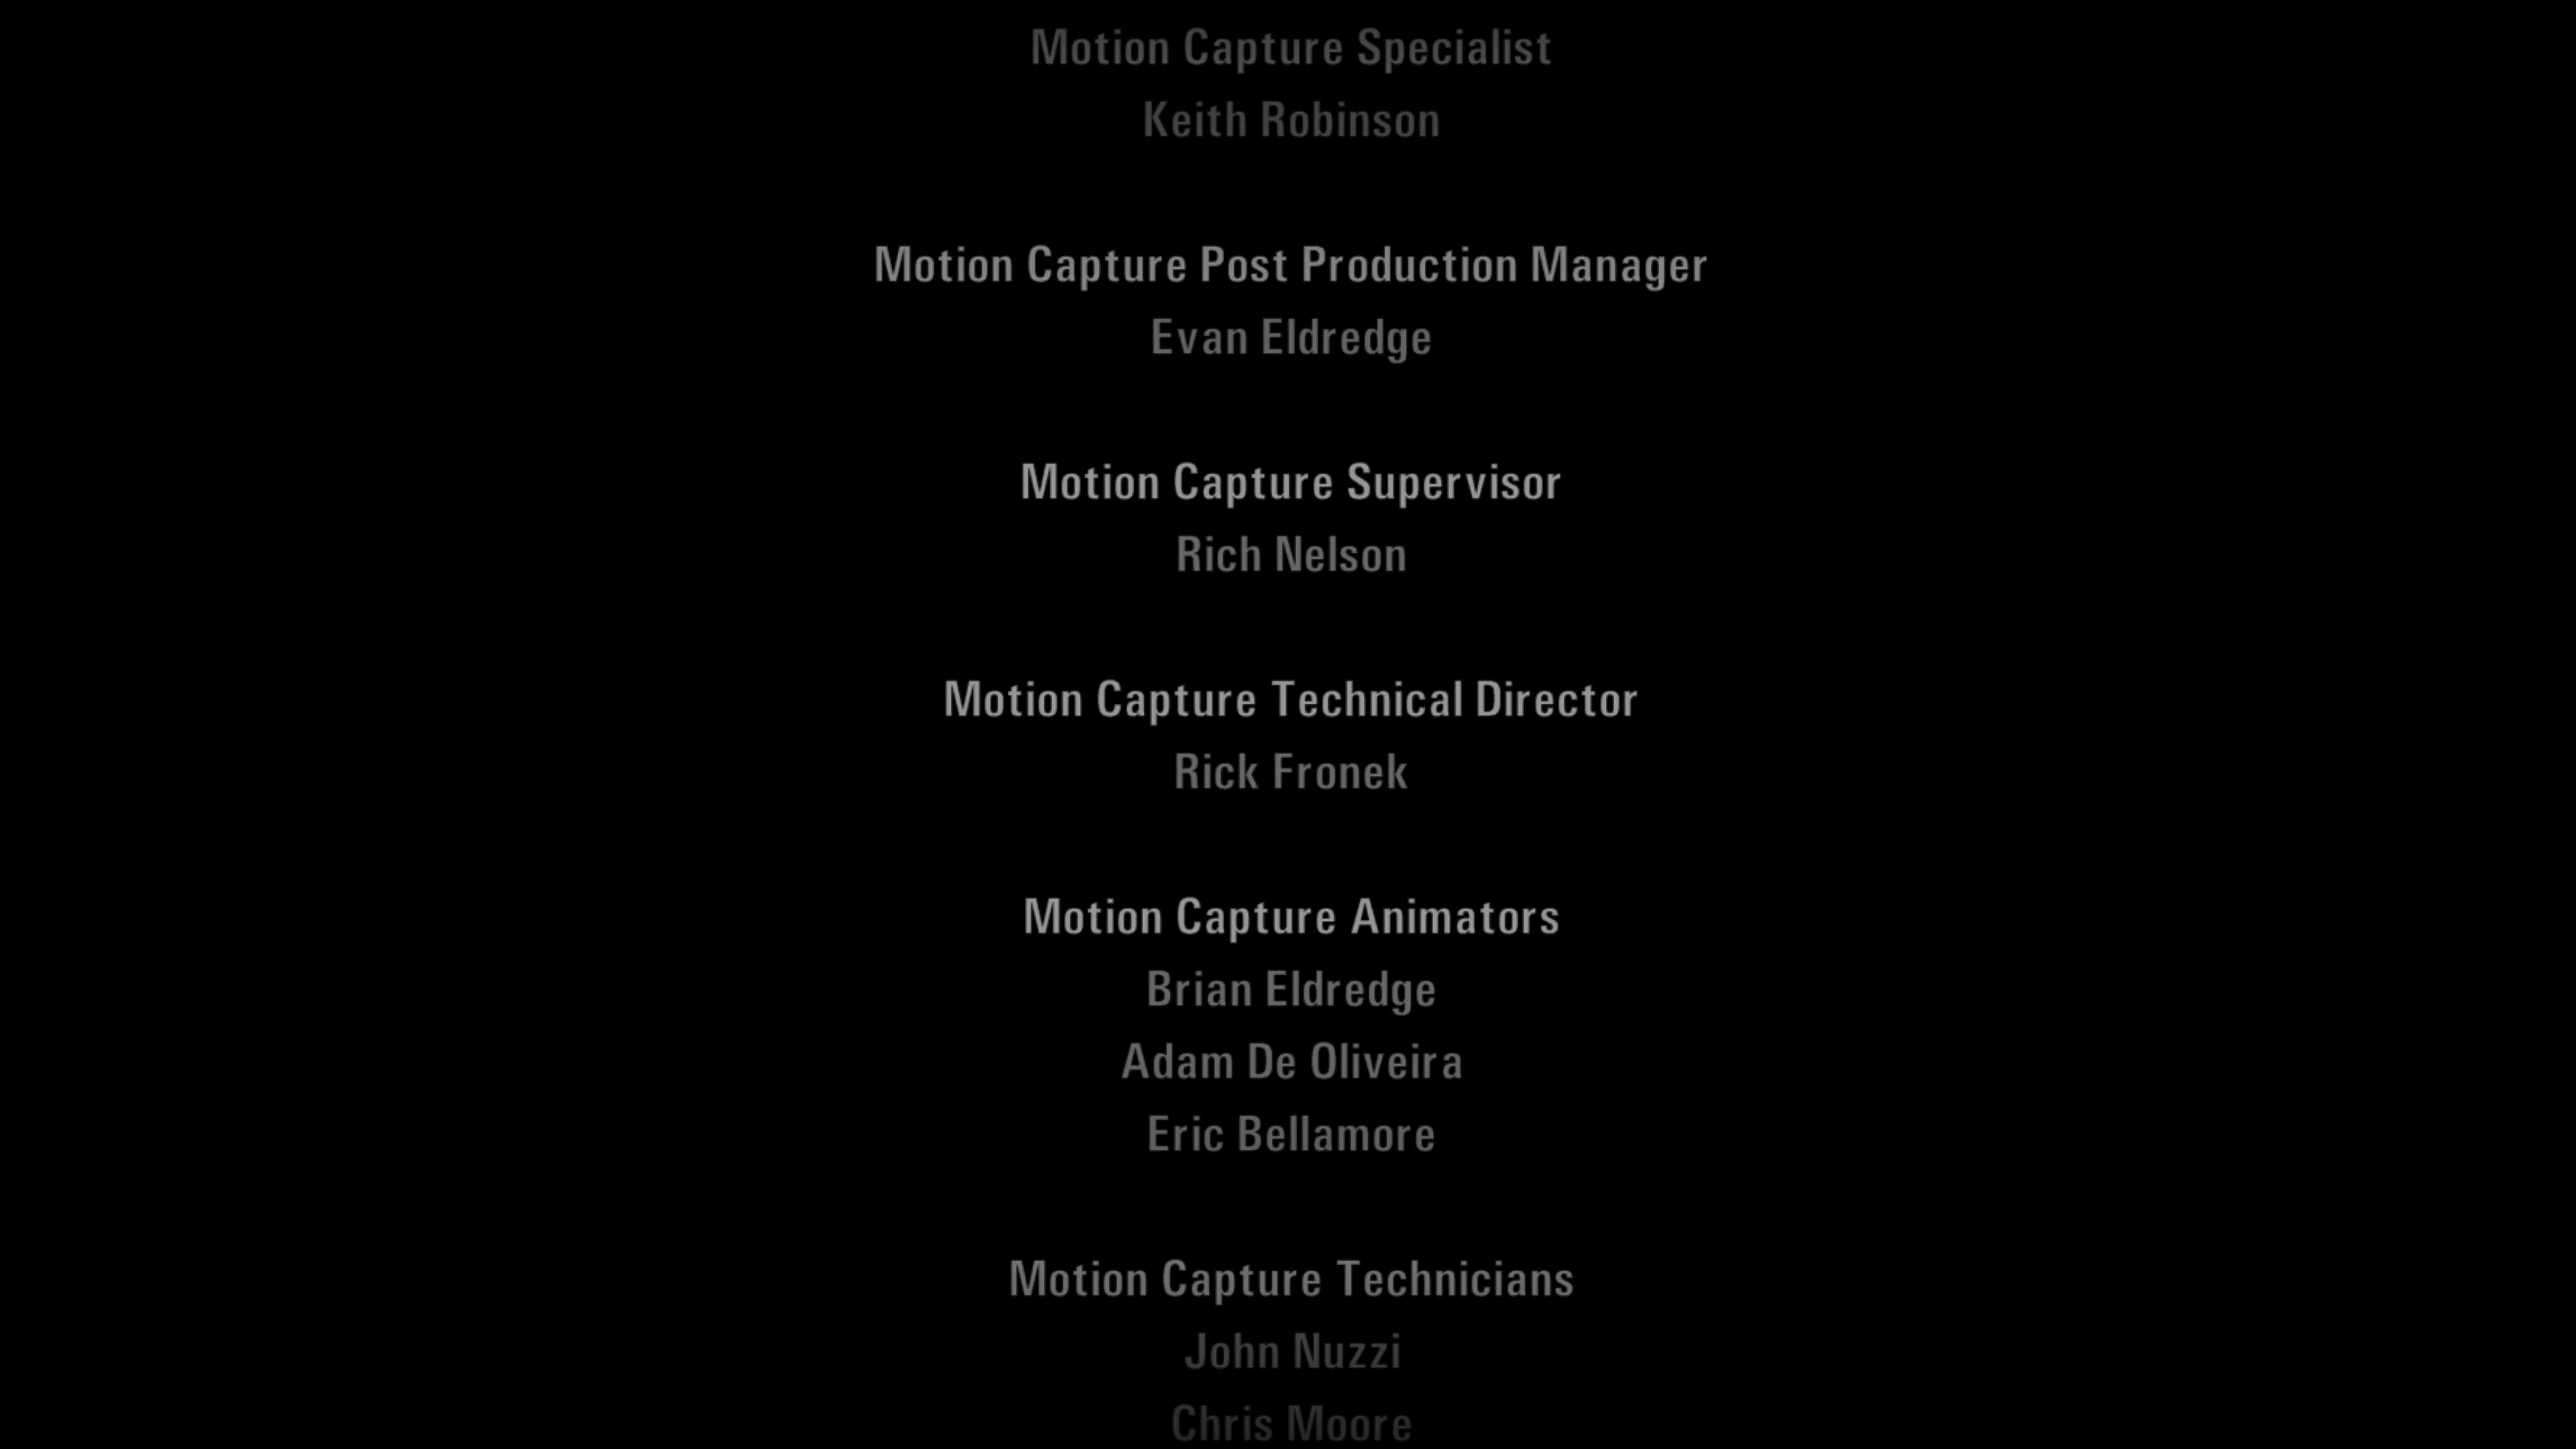 Motion Capture Specialist
Keith Robinson
Motion Capture Post Production Manager
Evan Eldredge
Motion Capture Supervisor
Rich Nelson
Motion Capture Technical Director
Rick Fronek
Motion Capture Animators
Brian Eldredge
Adam De Oliveira
Eric Bellamore
Motion Capture Technicians
John Nuzzi
Chris Moore